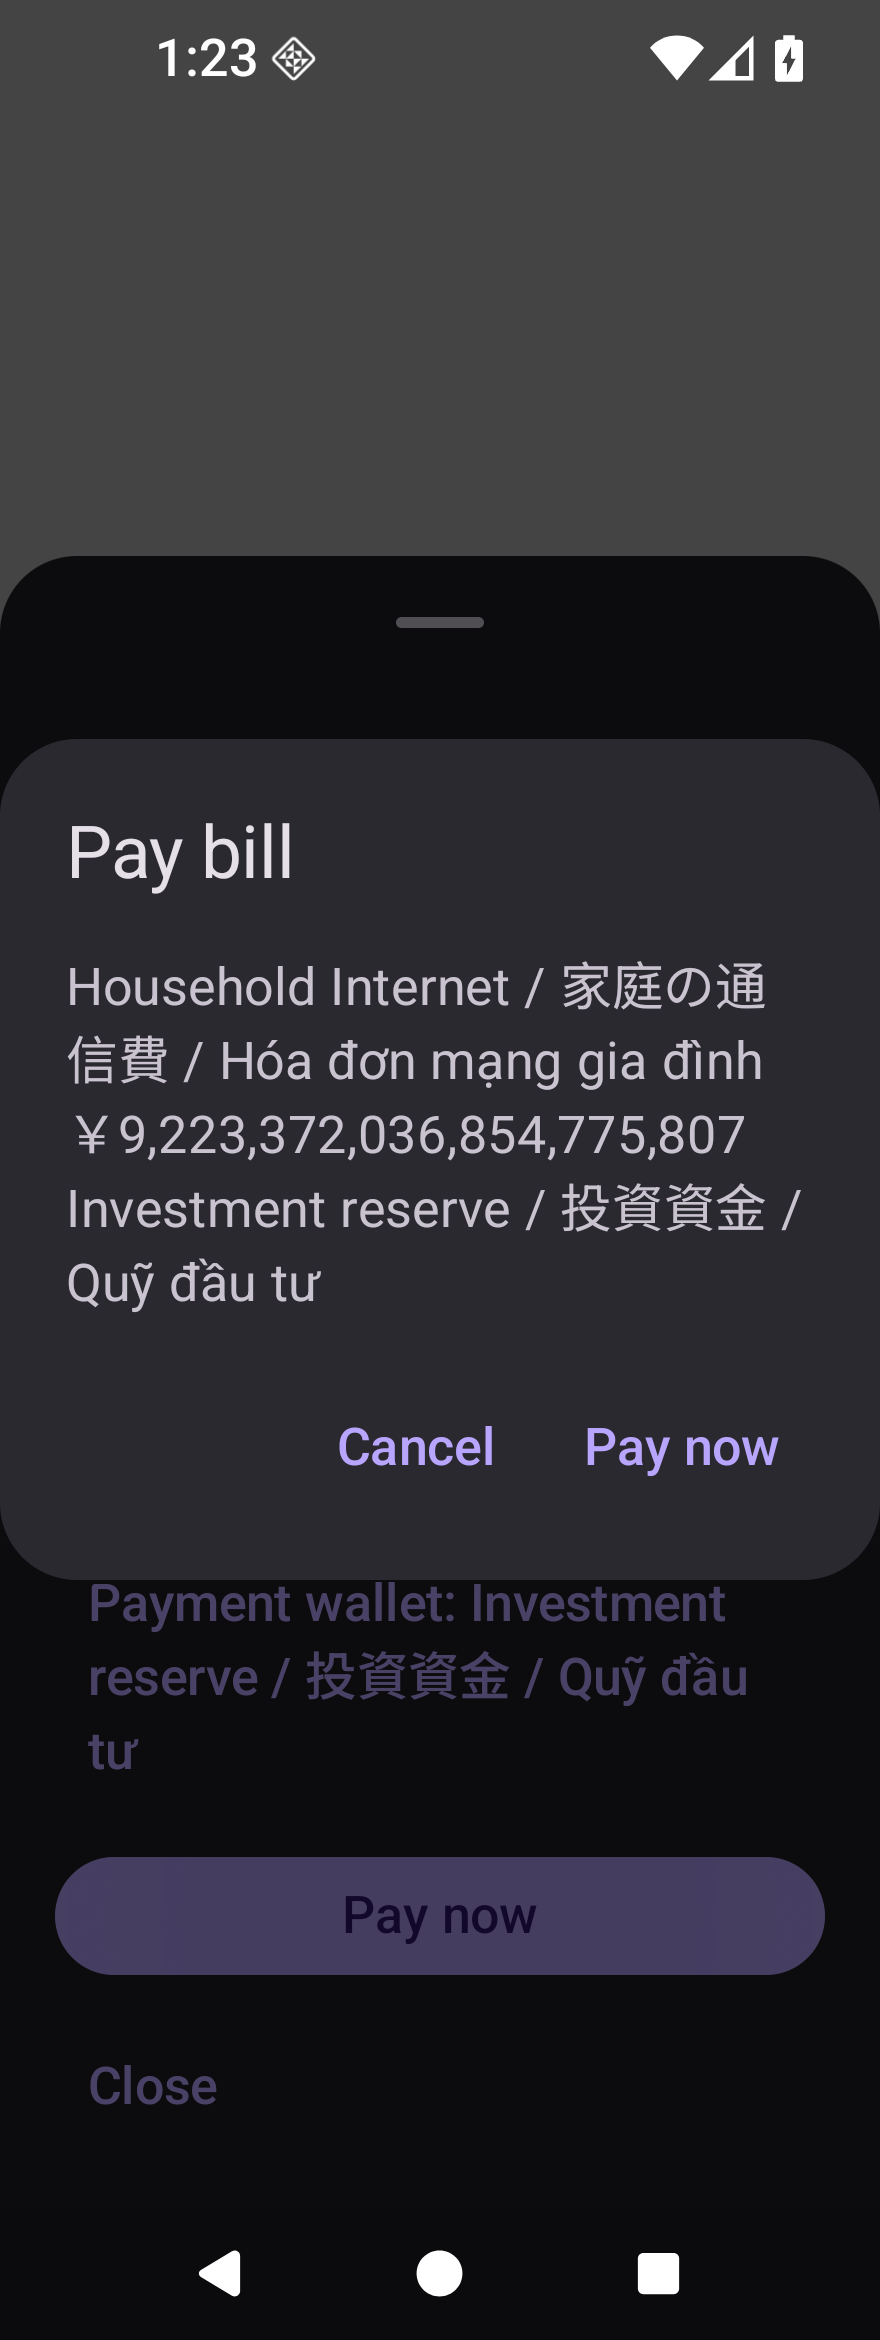 1:23
Pay bill
Household Internet / 家庭の通
信費 / Hóa đơn mạng gia đình
￥9,223,372,036,854,775,807
Investment reserve / 投資資金 /
Quỹ đầu tư
Cancel Pay now
Payment wallet: Investment
reserve / 投資資金 / Quỹ đầu
tư
Pay now
Close